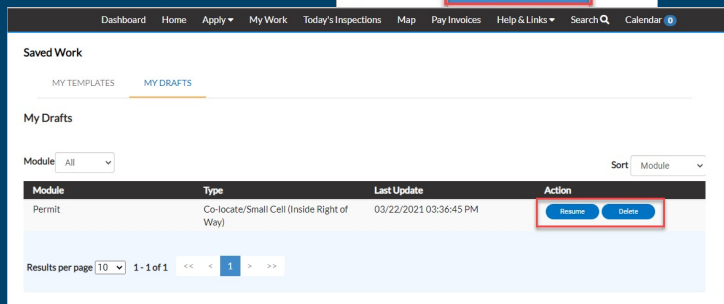 Dashboard Home Apply My Work Today's Inspections Map Pay Invoices Help & Links Search Calendar 0
Saved Work
MY TEMPLATES MY DRAFTS
My Drafts
Module All Sort Module
Module Type Last Update Action
Permit Co-locate/Small Cell (Inside Right of 03/22/2021 03:36:45 PM Resume Delete
Way)
Results per page 10 1 - 1 of 1 << < 1 > >>